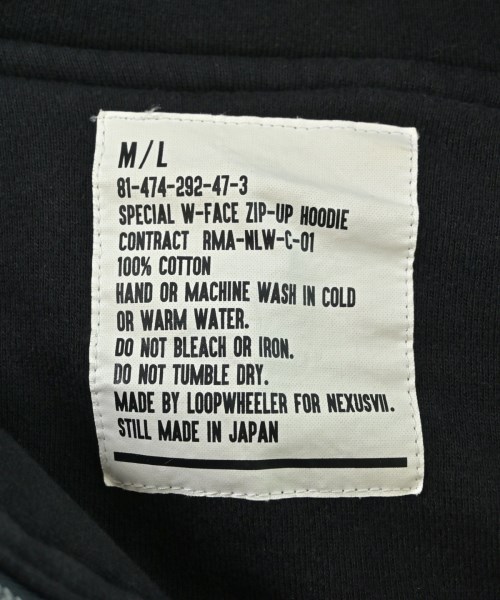 M/L
81-474-292-47-3
SPECIAL W-FACE ZIP-UP HOODIE
CONTRACT RMA-NLW-C-01
100% COTTON
HAND OR MACHINE WASH IN COLD
OR WARM WATER.
DO NOT BLEACH OR IRON.
DO NOT TUMBLE DRY.
MADE BY LOOPWHEELER FOR NEXUSVII.
STILL MADE IN JAPAN